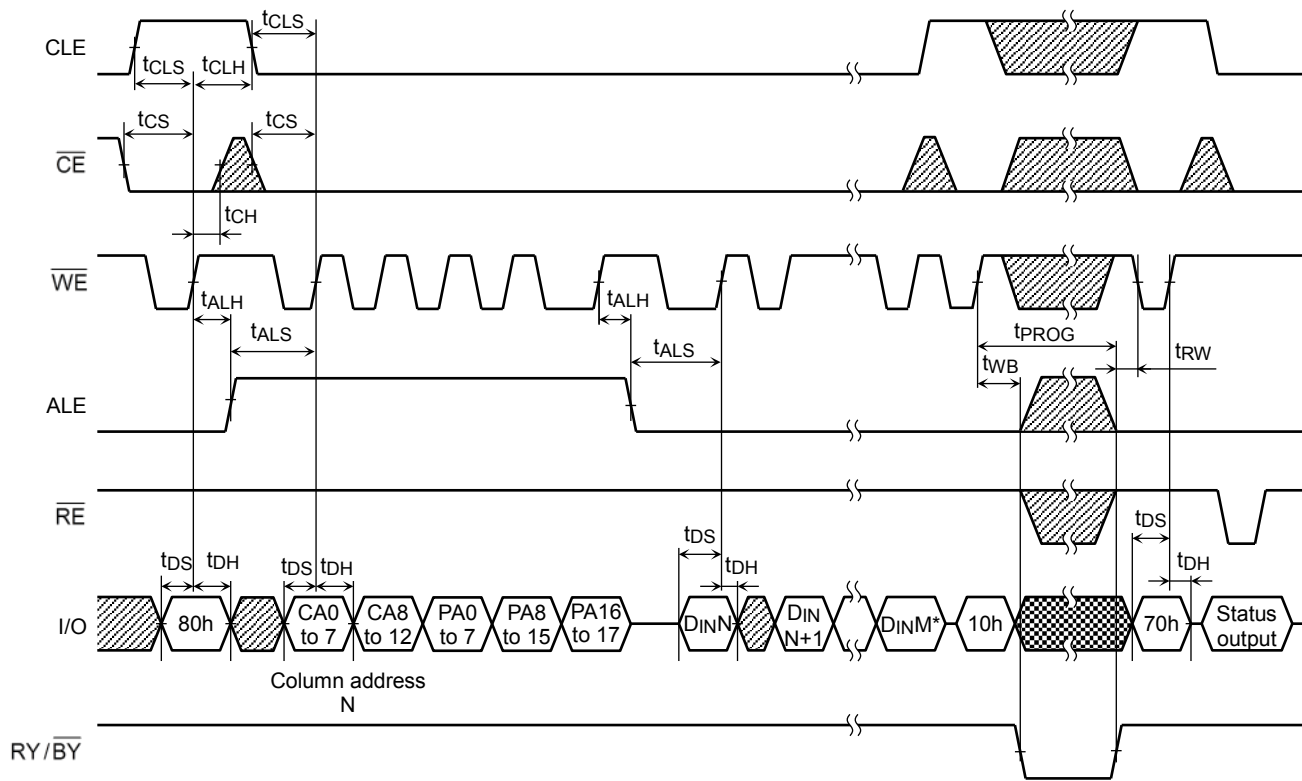 tCLS
CLE
tCLS tCLH
tCS tCS
CE
tCH
WE
tALH tALH
tALS tALS
tPROG
tRW
tWB
ALE
RE
tDS tDH tDS tDH tDS tDH tDS tDH
I/O
80h
CA0 to 7
CA8 to 12
PA0 to 7
PA8 to 15
PA16 to 17
DINN
DIN N+1
DINM*
10h
70h
Status output
Column address
N
RY/BY